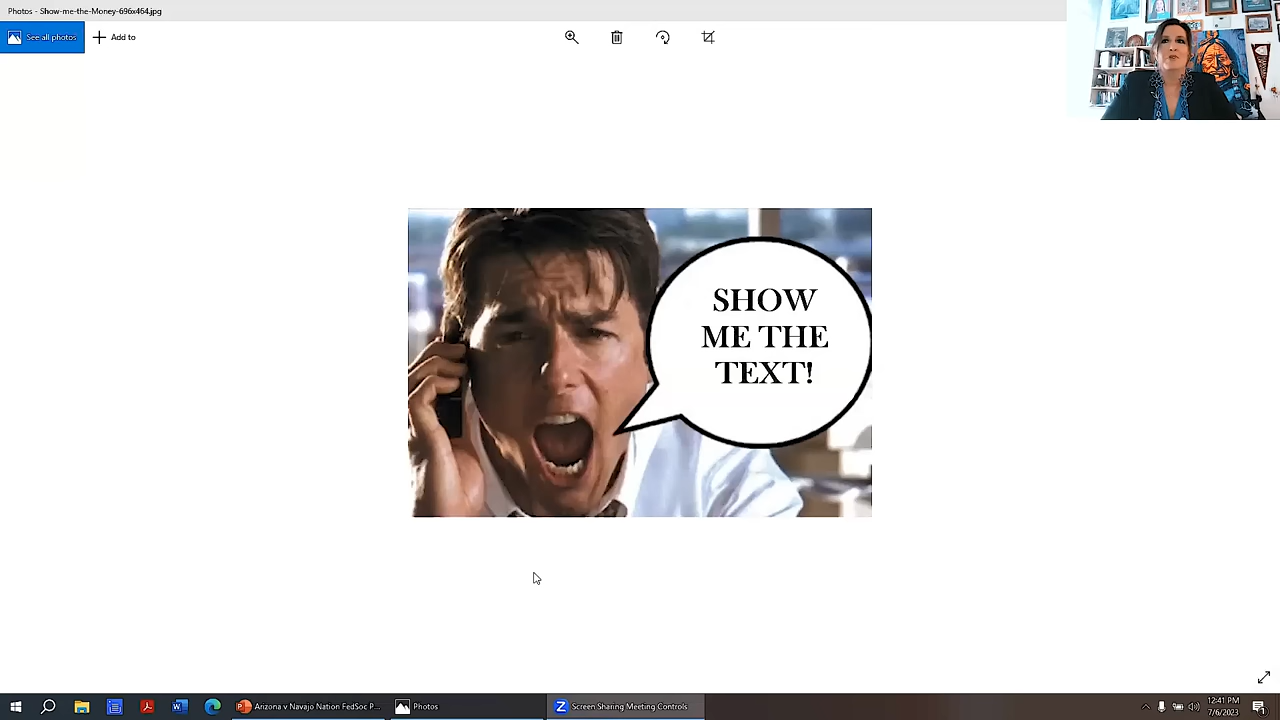 Photos - Show-me-the-Money-696x464.jpg
See all photos
Add to
SHOW
ME THE
TEXT!
Arizona v Navajo Nation FedSoc P...
Photos
Screen Sharing Meeting Controls
12:41 PM
7/6/2023